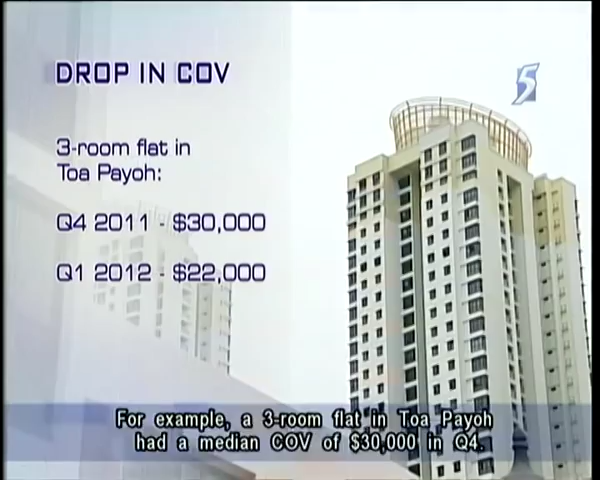 DROP IN COV
5
3-room flat in
Toa Payoh:
Q4 2011 - $30,000
Q1 2012 - $22,000
For example, a 3-room flat in Toa Payoh
had a median COV of $30,000 in Q4.